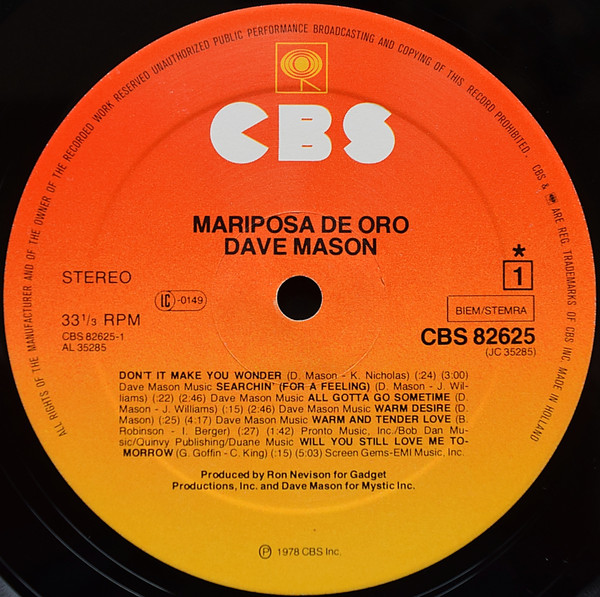 ALL RIGHTS OF THE MANUFACTURER AND OF THE OWNER OF THE RECORDED WORK RESERVED UNAUTHORIZED PUBLIC PERFORMANCE BROADCASTING AND COPYING OF THIS RECORD PROHIBITED. CBS & ARE REG. TRADEMARKS OF CBS INC. MADE IN HOLLAND
CBS
MARIPOSA DE ORO
DAVE MASON
STEREO
*
1
IC -0149
BIEM/STEMRA
33 1/3 RPM
CBS 82625
CBS 82625-1
(JC 35285)
AL 35285
DON'T IT MAKE YOU WONDER (D. Mason - K. Nicholas) (:24) (3:00)
Dave Mason Music SEARCHIN' (FOR A FEELING) (D. Mason - J. Wil-
liams) (:22) (2:46) Dave Mason Music ALL GOTTA GO SOMETIME (D.
Mason - J. Williams) (:15) (2:46) Dave Mason Music WARM DESIRE (D.
Mason) (:25) (4:17) Dave Mason Music WARM AND TENDER LOVE (B.
Robinson - I. Berger) (:27) (:1:42) Pronto Music, Inc./Bob Dan Mu-
sic/Quinvy Publishing/Duane Music WILL YOU STILL LOVE ME TO-
MORROW (G. Goffin - C. King) (:15) (5:03) Screen Gems-EMI Music, Inc.
Produced by Ron Nevison for Gadget
Productions, Inc. and Dave Mason for Mystic Inc.
℗ 1978 CBS Inc.